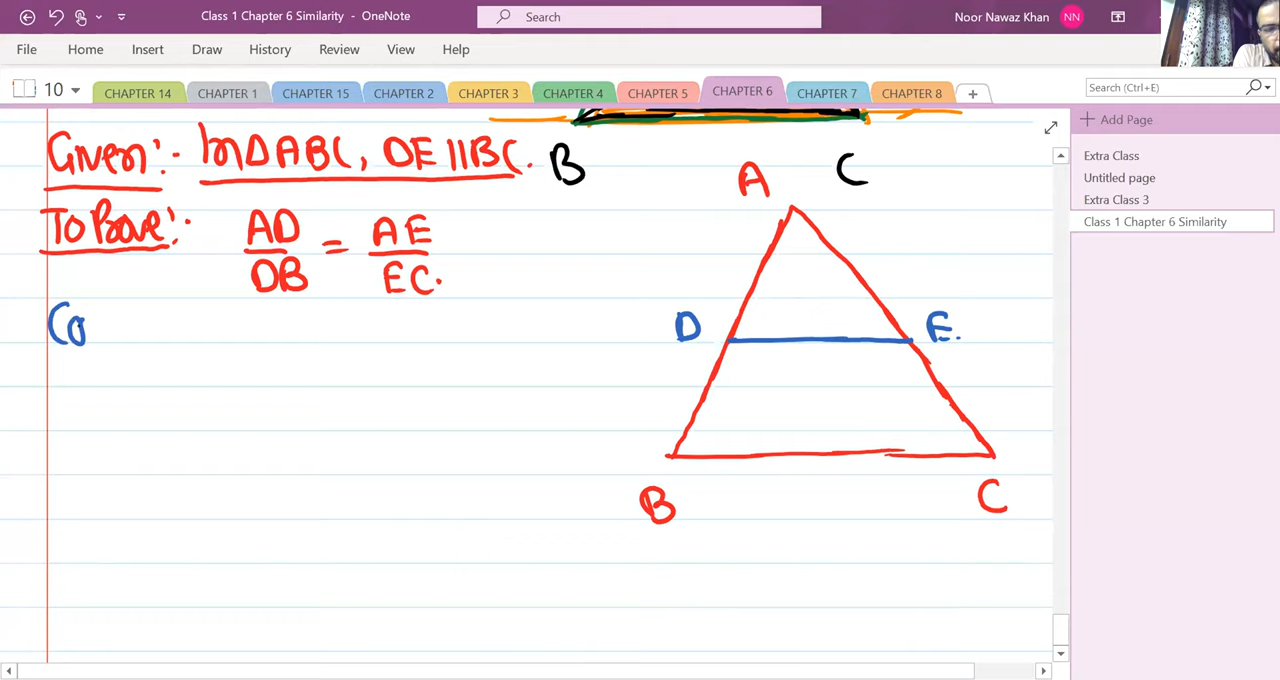 Class 1 Chapter 6 Similarity - OneNote
Search
Noor Nawaz Khan
NN
File Home Insert Draw History Review View Help
10
CHAPTER 14 CHAPTER 1 CHAPTER 15 CHAPTER 2 CHAPTER 3 CHAPTER 4 CHAPTER 5 CHAPTER 6 CHAPTER 7 CHAPTER 8
Search (Ctrl+E)
Add Page
Extra Class
Untitled page
Extra Class 3
Class 1 Chapter 6 Similarity
B C
Given:- In Δ ABC, DE || BC.
To Prove:- AD/DB = AE/EC.
Co
A
D E.
B C